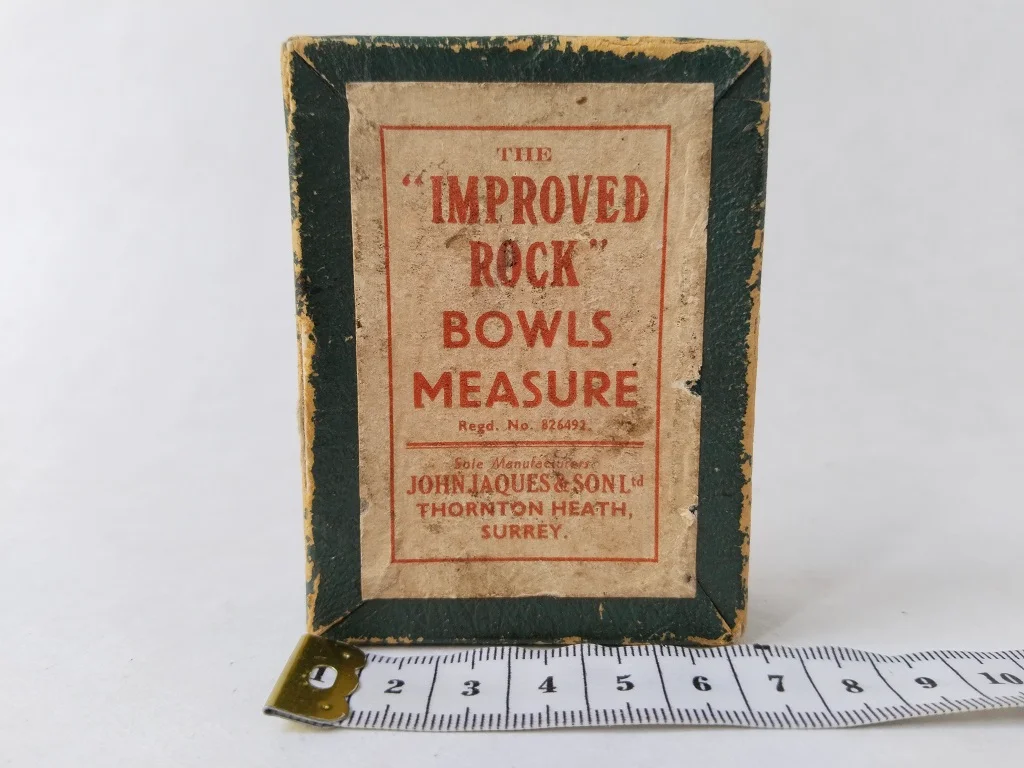 THE
“IMPROVED
ROCK”
BOWLS
MEASURE
Regd. No. 826492.
Sole Manufacturers
JOHN JAQUES & SON Ltd
THORNTON HEATH,
SURREY.
1 2 3 4 5 6 7 8 9 10